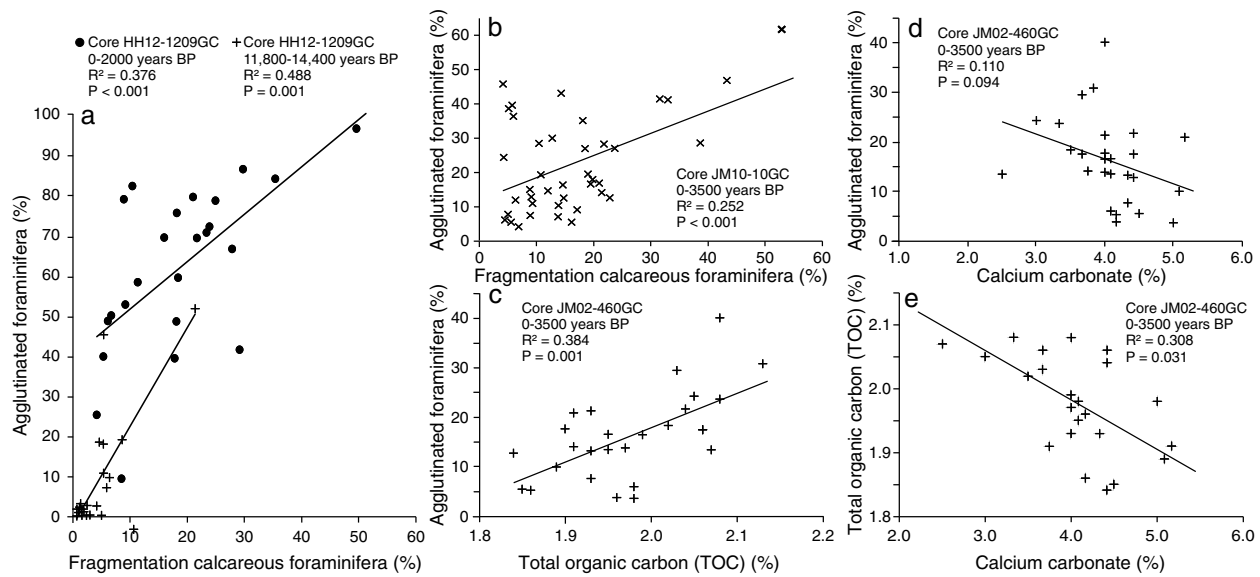 Core HH12-1209GC
0-2000 years BP
R² = 0.376
P < 0.001
Core HH12-1209GC
11,800-14,400 years BP
R² = 0.488
P = 0.001
a
100
90
80
70
60
50
40
30
20
10
0
Agglutinated foraminifera (%)
0 10 20 30 40 50 60
Fragmentation calcareous foraminifera (%)
b
60
50
40
30
20
10
0
Agglutinated foraminifera (%)
Core JM10-10GC
0-3500 years BP
R² = 0.252
P < 0.001
0 10 20 30 40 50 60
Fragmentation calcareous foraminifera (%)
c
Core JM02-460GC
0-3500 years BP
R² = 0.384
P = 0.001
40
30
20
10
0
Agglutinated foraminifera (%)
1.8 1.9 2.0 2.1 2.2
Total organic carbon (TOC) (%)
d
Core JM02-460GC
0-3500 years BP
R² = 0.110
P = 0.094
40
30
20
10
0
Agglutinated foraminifera (%)
1.0 2.0 3.0 4.0 5.0 6.0
Calcium carbonate (%)
e
Core JM02-460GC
0-3500 years BP
R² = 0.308
P = 0.031
2.1
2.0
1.9
1.8
Total organic carbon (TOC) (%)
2.0 3.0 4.0 5.0 6.0
Calcium carbonate (%)